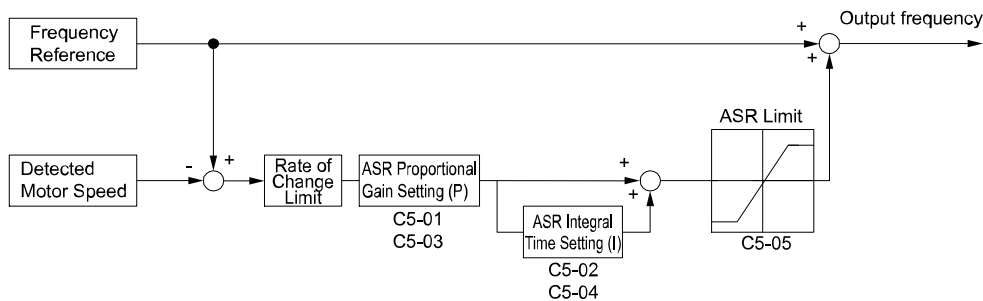 Frequency
Reference
+
+
Output frequency
Detected
Motor Speed
-
+
Rate of
Change
Limit
ASR Proportional
Gain Setting (P)
C5-01
C5-03
+
+
ASR Integral
Time Setting (I)
C5-02
C5-04
ASR Limit
C5-05